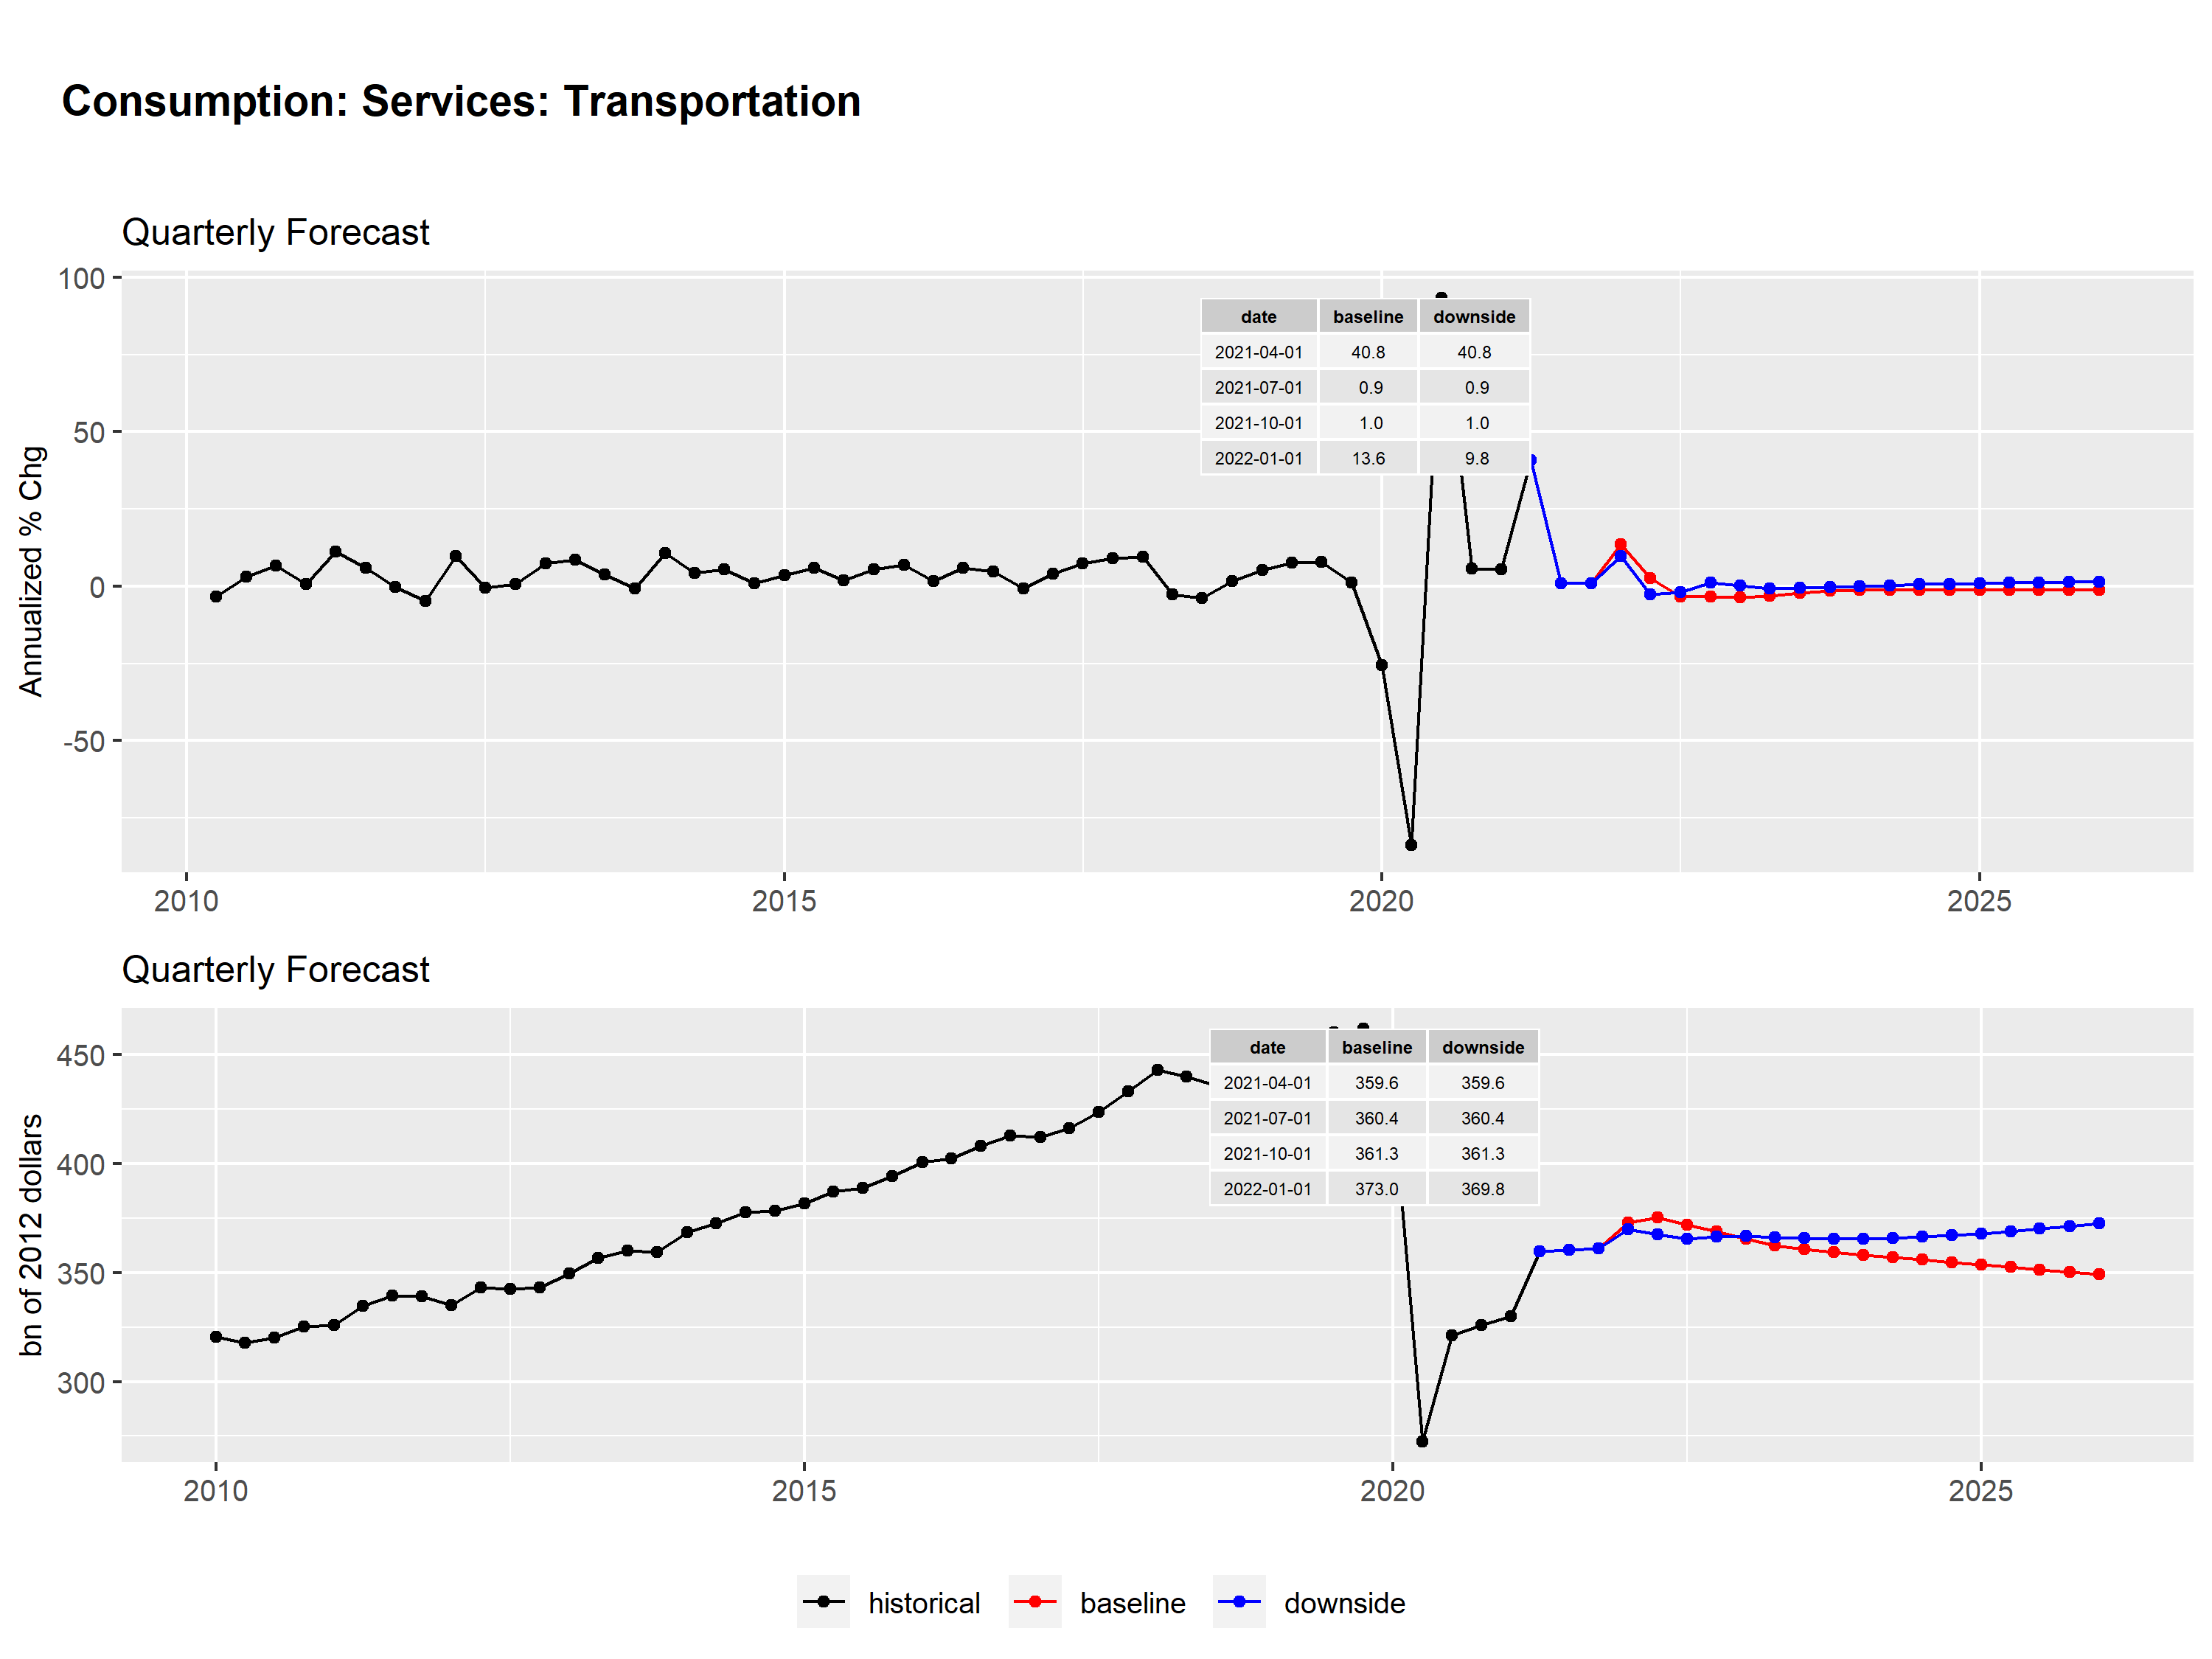 Consumption: Services: Transportation
Quarterly Forecast
Annualized % Chg
100
50
0
-50
date baseline downside
2021-04-01 40.8 40.8
2021-07-01 0.9 0.9
2021-10-01 1.0 1.0
2022-01-01 13.6 9.8
2010 2015 2020 2025
Quarterly Forecast
bn of 2012 dollars
450
400
350
300
date baseline downside
2021-04-01 359.6 359.6
2021-07-01 360.4 360.4
2021-10-01 361.3 361.3
2022-01-01 373.0 369.8
2010 2015 2020 2025
historical baseline downside